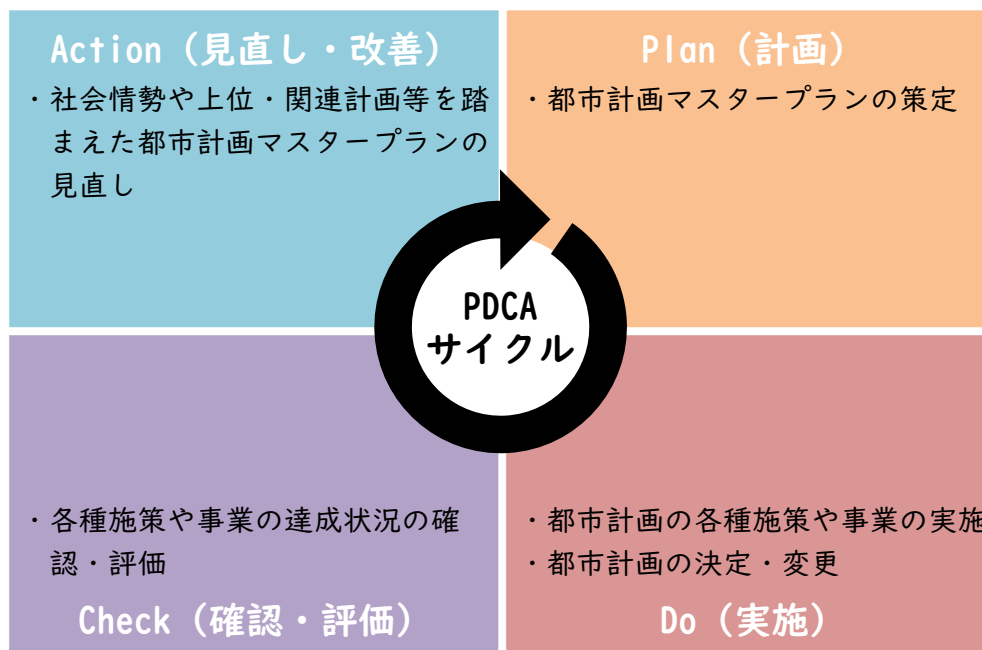 Action（見直し・改善）
・社会情勢や上位・関連計画等を踏
まえた都市計画マスタープランの
見直し
Plan（計画）
・都市計画マスタープランの策定
PDCA
サイクル
・各種施策や事業の達成状況の確
認・評価
Check（確認・評価）
・都市計画の各種施策や事業の実施
・都市計画の決定・変更
Do（実施）